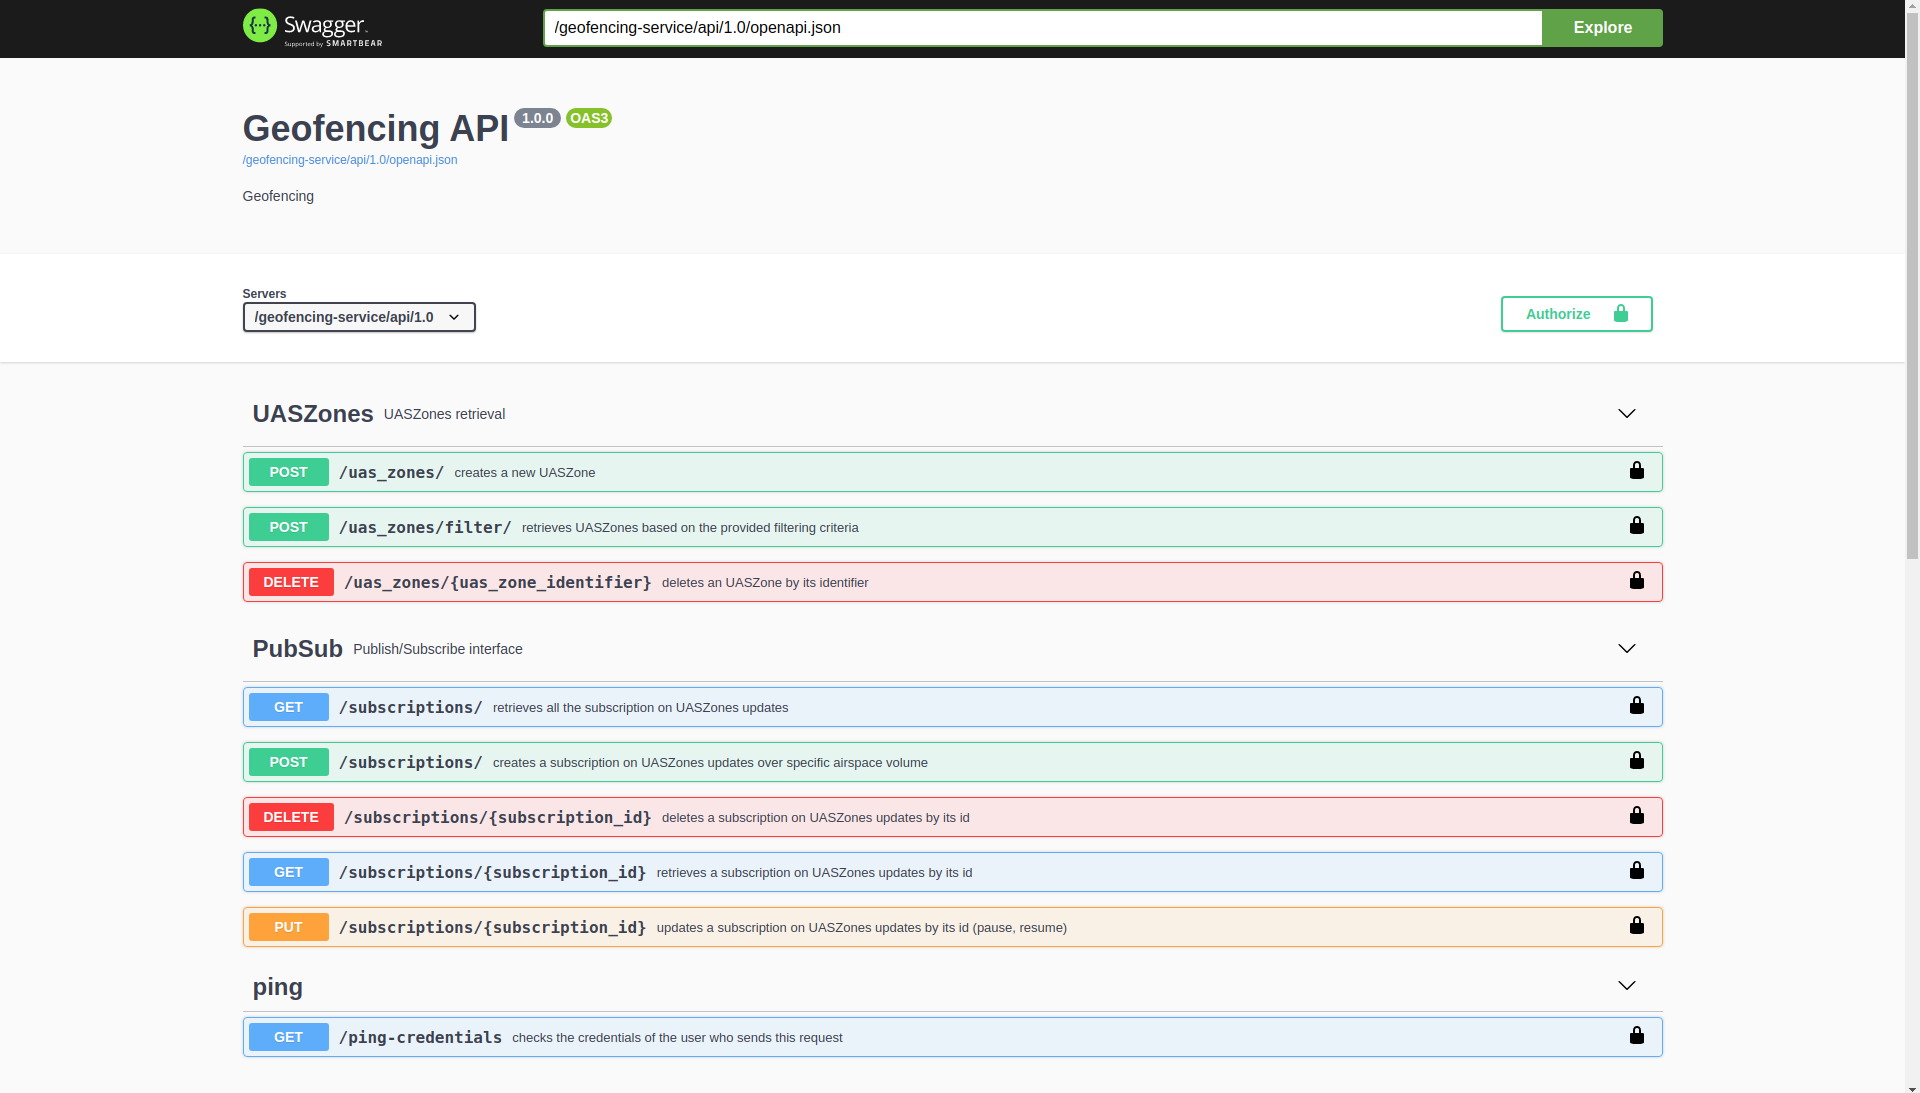 Swagger
Supported by SMARTBEAR
/geofencing-service/api/1.0/openapi.json
Explore
Geofencing API 1.0.0 OAS3
/geofencing-service/api/1.0/openapi.json
Geofencing
Servers
/geofencing-service/api/1.0
Authorize
UASZones UASZones retrieval
POST /uas_zones/ creates a new UASZone
POST /uas_zones/filter/ retrieves UASZones based on the provided filtering criteria
DELETE /uas_zones/{uas_zone_identifier} deletes an UASZone by its identifier
PubSub Publish/Subscribe interface
GET /subscriptions/ retrieves all the subscription on UASZones updates
POST /subscriptions/ creates a subscription on UASZones updates over specific airspace volume
DELETE /subscriptions/{subscription_id} deletes a subscription on UASZones updates by its id
GET /subscriptions/{subscription_id} retrieves a subscription on UASZones updates by its id
PUT /subscriptions/{subscription_id} updates a subscription on UASZones updates by its id (pause, resume)
ping
GET /ping-credentials checks the credentials of the user who sends this request